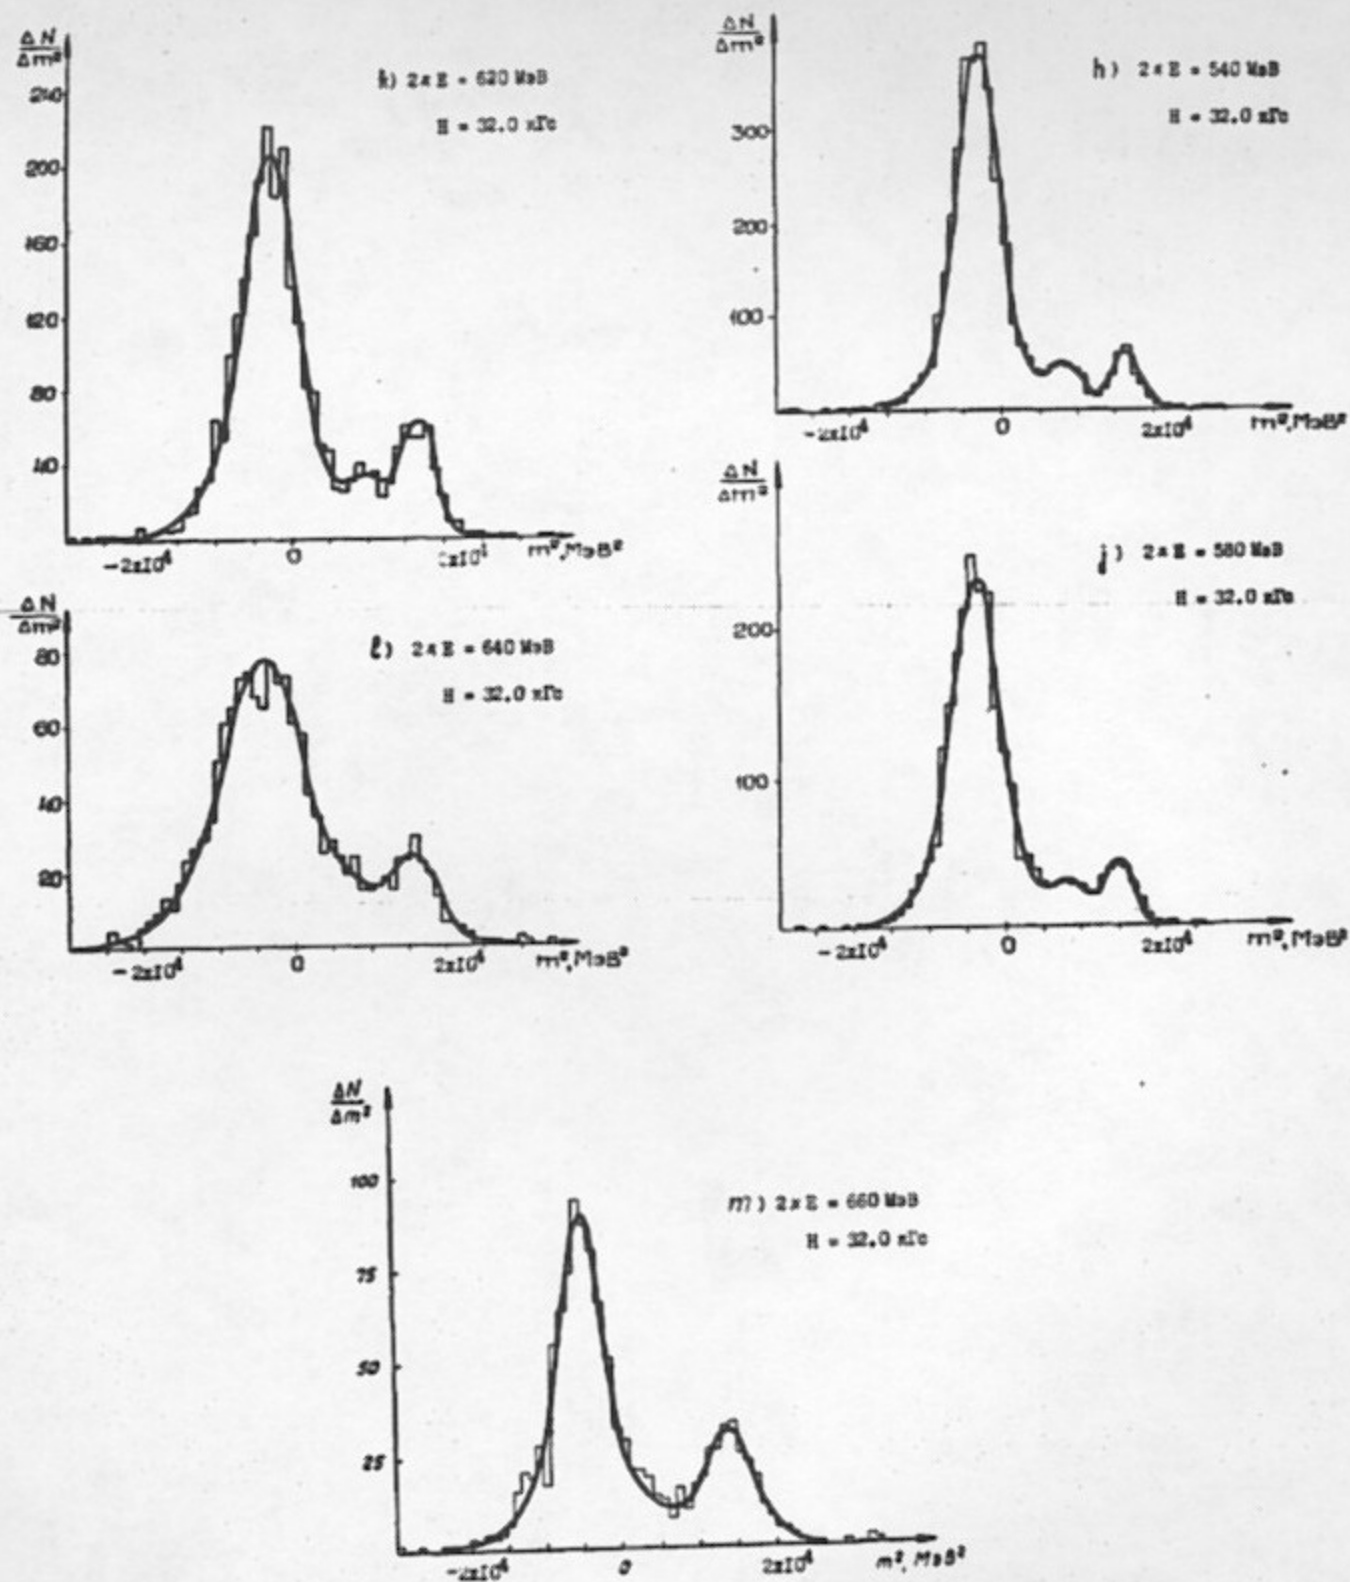 ΔN
Δm²
k) 2×E = 620 МэВ
H = 32.0 кГс
240
200
160
120
80
40
-2x10⁴
0
2x10⁴
m², МэВ²
ΔN
Δm²
h) 2×E = 540 МэВ
H = 32.0 кГс
300
200
100
-2x10⁴
0
2x10⁴
m², МэВ²
ΔN
Δm²
l) 2×E = 640 МэВ
H = 32.0 кГс
80
60
40
20
-2x10⁴
0
2x10⁴
m², МэВ²
ΔN
Δm²
j) 2×E = 580 МэВ
H = 32.0 кГс
200
100
-2x10⁴
0
2x10⁴
m², МэВ²
ΔN
Δm²
m) 2×E = 660 МэВ
H = 32.0 кГс
100
75
50
25
-2x10⁴
0
2x10⁴
m², МэВ²